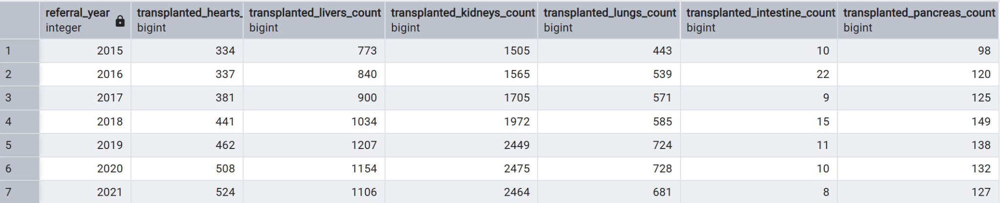 referral_year transplanted_hearts_ transplanted_livers_count transplanted_kidneys_count transplanted_lungs_count transplanted_intestine_count transplanted_pancreas_count
integer bigint bigint bigint bigint bigint bigint
1 2015 334 773 1505 443 10 98
2 2016 337 840 1565 539 22 120
3 2017 381 900 1705 571 9 125
4 2018 441 1034 1972 585 15 149
5 2019 462 1207 2449 724 11 138
6 2020 508 1154 2475 728 10 132
7 2021 524 1106 2464 681 8 127